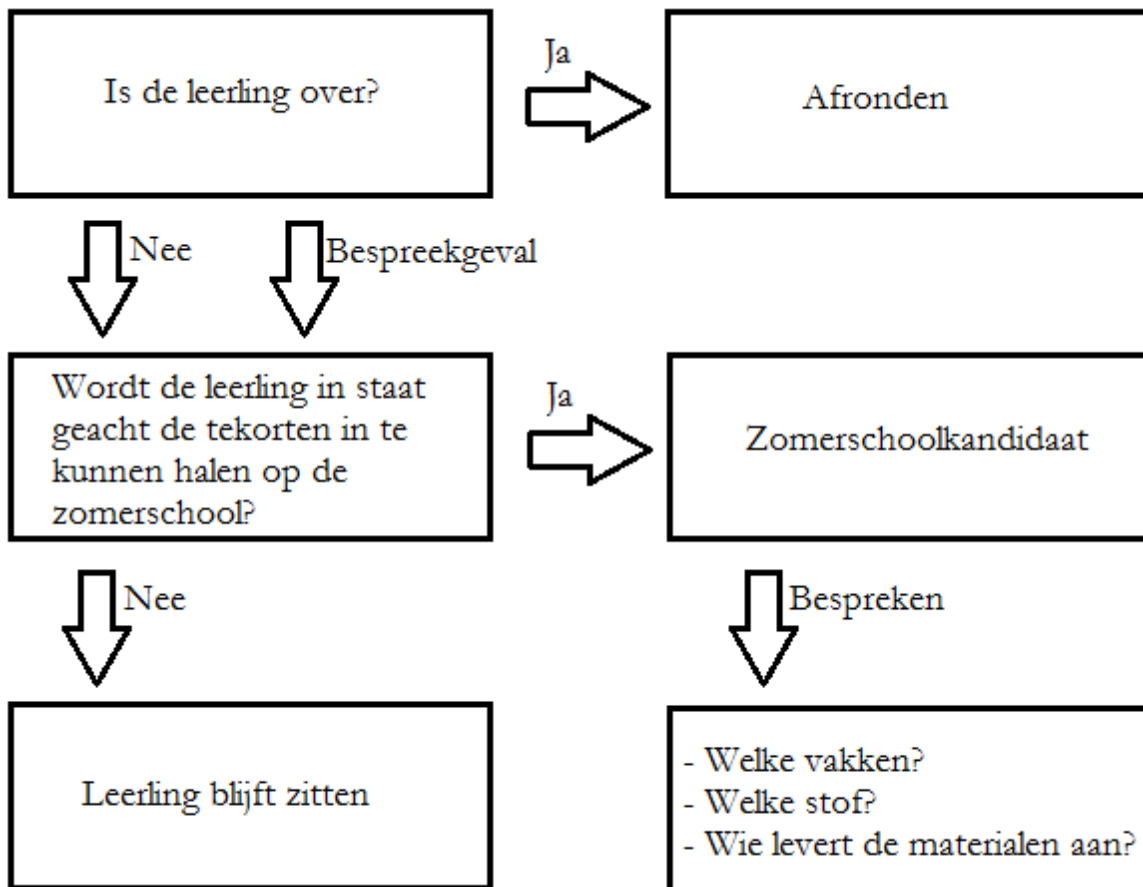 Is de leerling over?
Ja
Afronden
Nee
Bespreekgeval
Wordt de leerling in staat
geacht de tekorten in te
kunnen halen op de
zomerschool?
Ja
Zomerschoolkandidaat
Nee
Bespreken
Leerling blijft zitten
- Welke vakken?
- Welke stof?
- Wie levert de materialen aan?